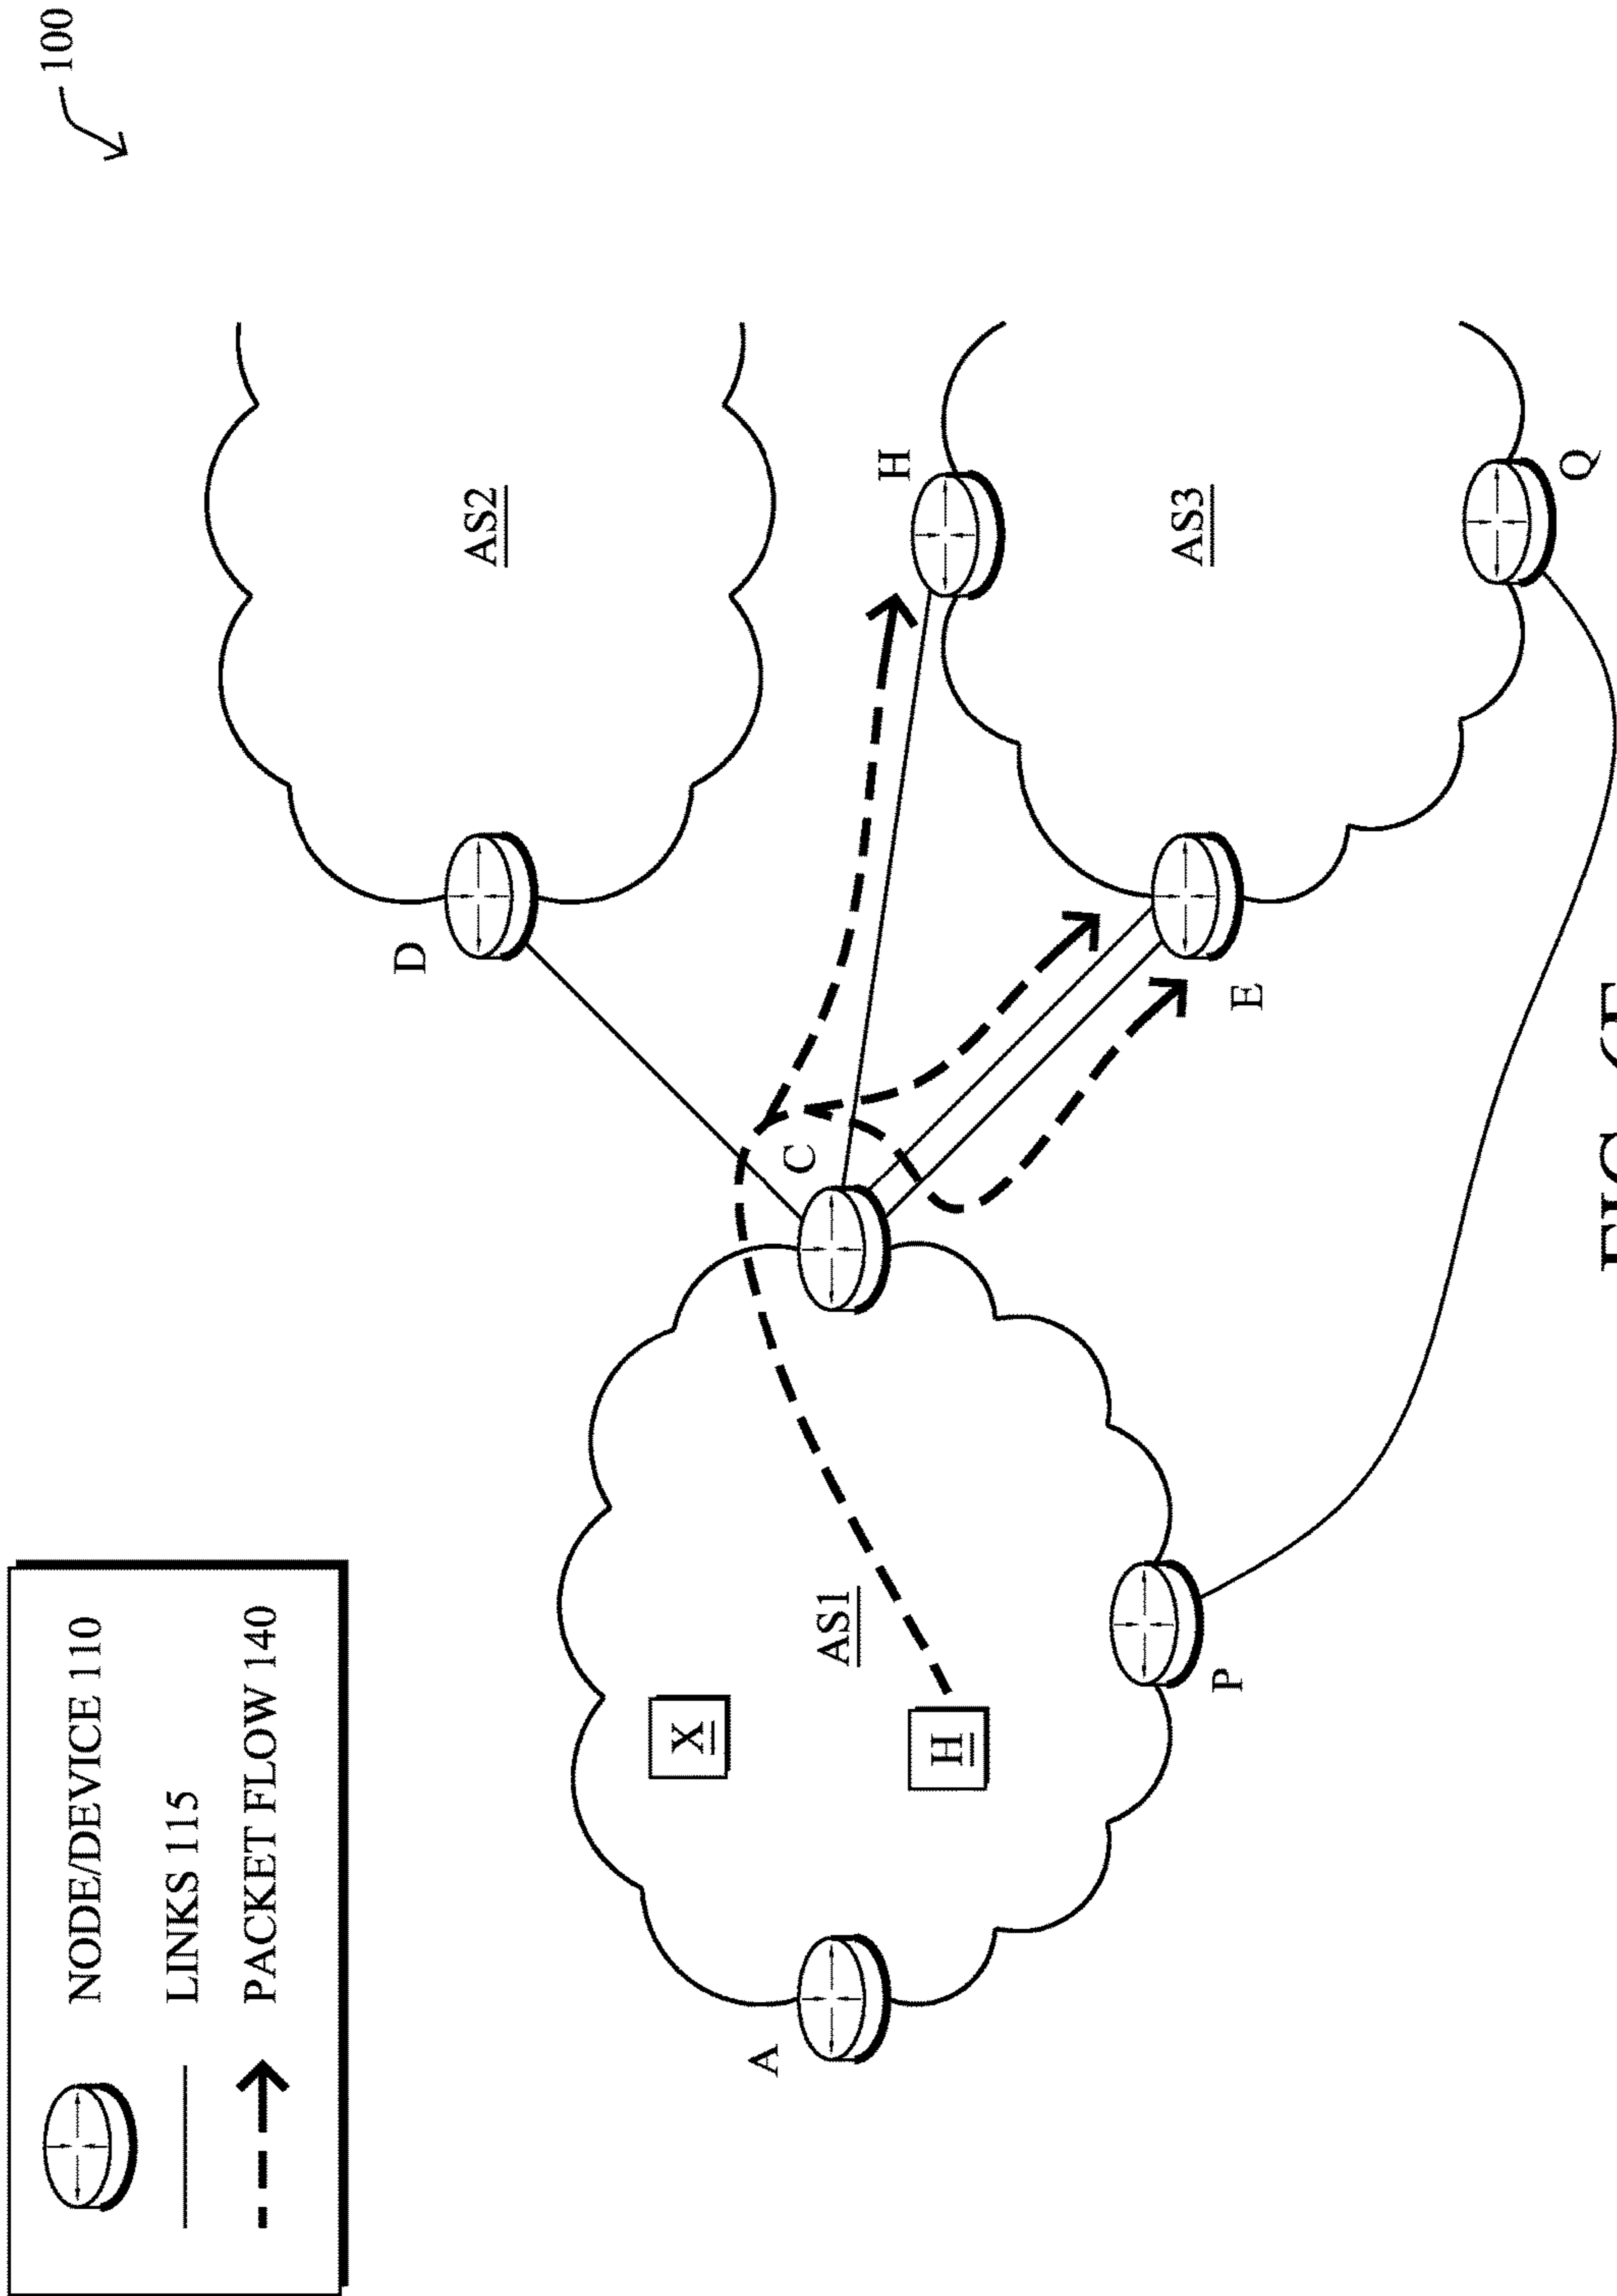 100
NODE/DEVICE 110
LINKS 115
PACKET FLOW 140
AS2
D
H
C
AS3
X
AS1
A
H
E
P
Q